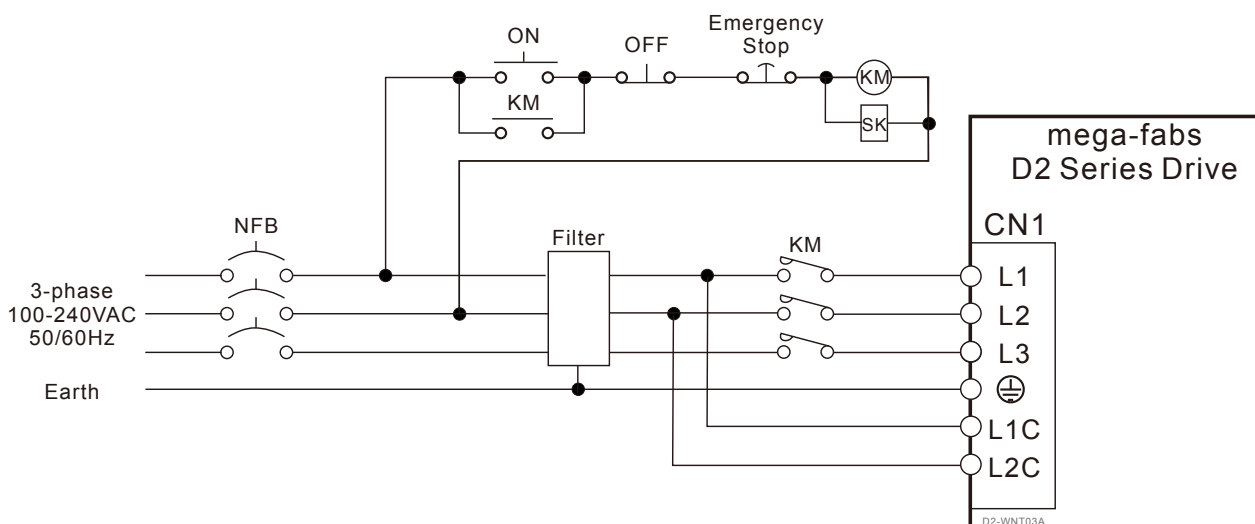 ON
OFF
Emergency
Stop
KM
KM
SK
mega-fabs
D2 Series Drive
CN1
NFB
Filter
KM
3-phase
100-240VAC
50/60Hz
Earth
L1
L2
L3
L1C
L2C
D2-WNT03A